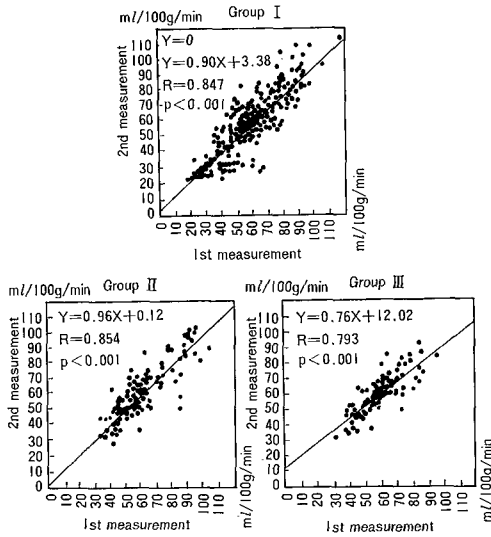 ml/100g/min Group I
Y=0
Y=0.90X+3.38
R=0.847
p<0.001
2nd measurement
110
100
90
80
70
60
50
40
30
20
10
0
0 10 20 30 40 50 60 70 80 90 100 110
1st measurement
ml/100g/min
ml/100g/min Group II
Y=0.96X+0.12
R=0.854
p<0.001
2nd measurement
110
100
90
80
70
60
50
40
30
20
10
0
0 10 20 30 40 50 60 70 80 90 100 110
1st measurement
ml/100g/min
ml/100g/min Group III
Y=0.76X+12.02
R=0.793
p<0.001
2nd measurement
110
100
90
80
70
60
50
40
30
20
10
0
0 10 20 30 40 50 60 70 80 90 100 110
1st measurement
ml/100g/min